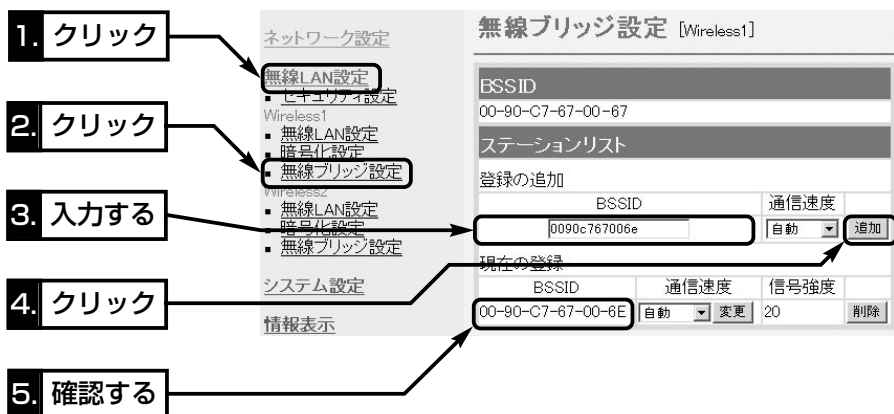 1. クリック
2. クリック
3. 入力する
4. クリック
5. 確認する
ネットワーク設定
無線LAN設定
▪ セキュリティ設定
Wireless1
▪ 無線LAN設定
▪ 暗号化設定
▪ 無線ブリッジ設定
Wireless2
▪ 無線LAN設定
▪ 暗号化設定
▪ 無線ブリッジ設定
システム設定
情報表示
無線ブリッジ設定 [Wireless1]
BSSID
00-90-C7-67-00-67
ステーションリスト
登録の追加
BSSID 通信速度
0090c767006e 自動 追加
現在の登録
BSSID 通信速度 信号強度
00-90-C7-67-00-6E 自動 変更 20 削除